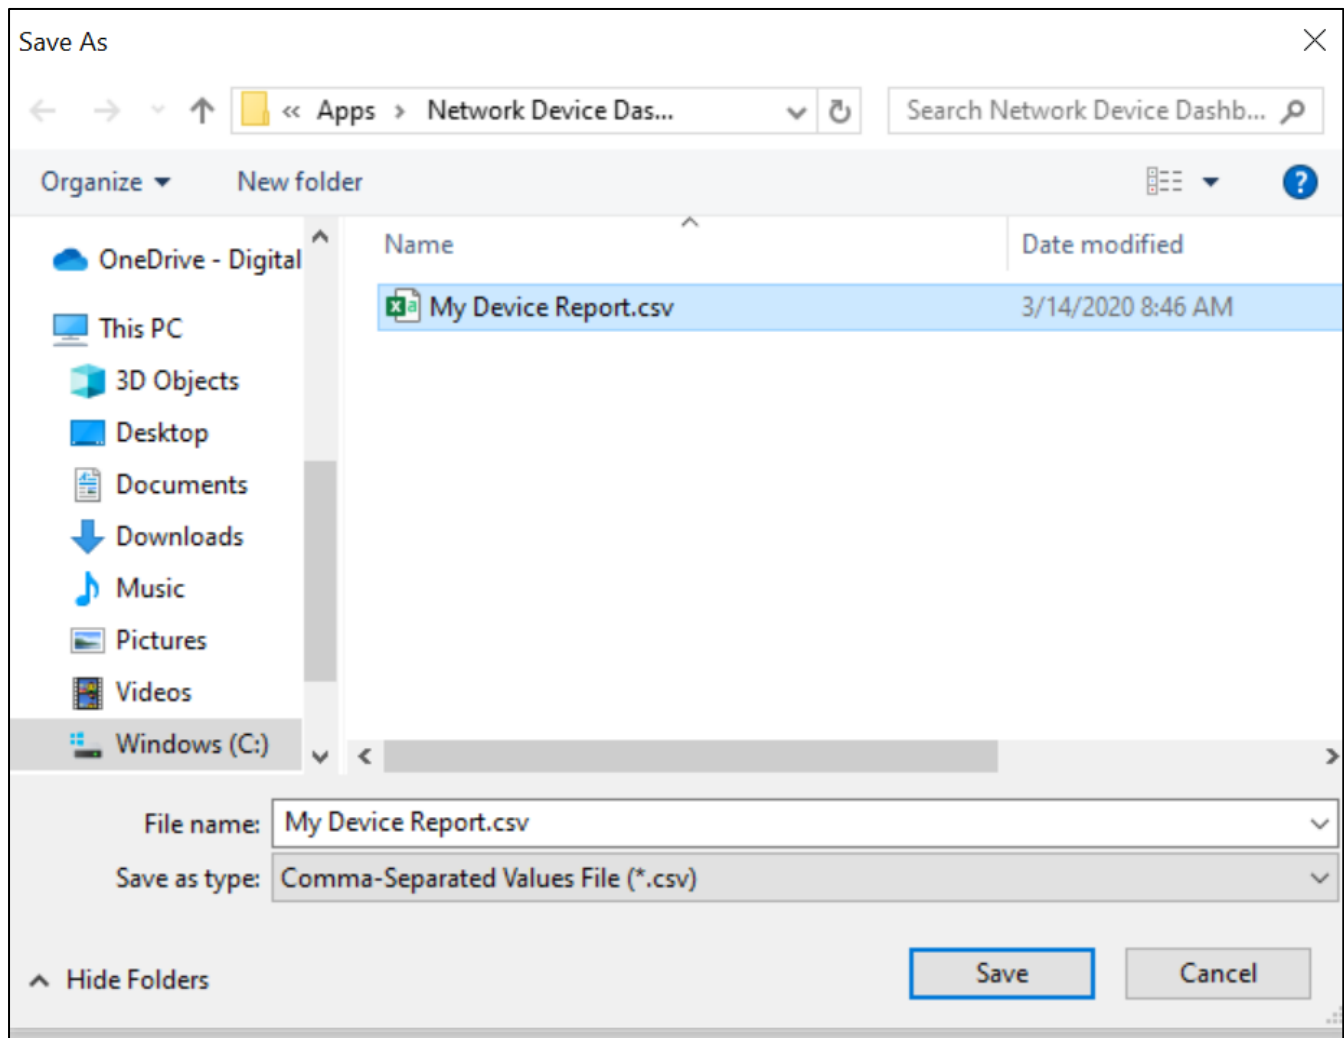 Save As
« Apps > Network Device Das...
Search Network Device Dashb...
Organize
New folder
?
Name
Date modified
OneDrive - Digital
My Device Report.csv
3/14/2020 8:46 AM
This PC
3D Objects
Desktop
Documents
Downloads
Music
Pictures
Videos
Windows (C:)
File name: My Device Report.csv
Save as type: Comma-Separated Values File (*.csv)
Hide Folders
Save
Cancel